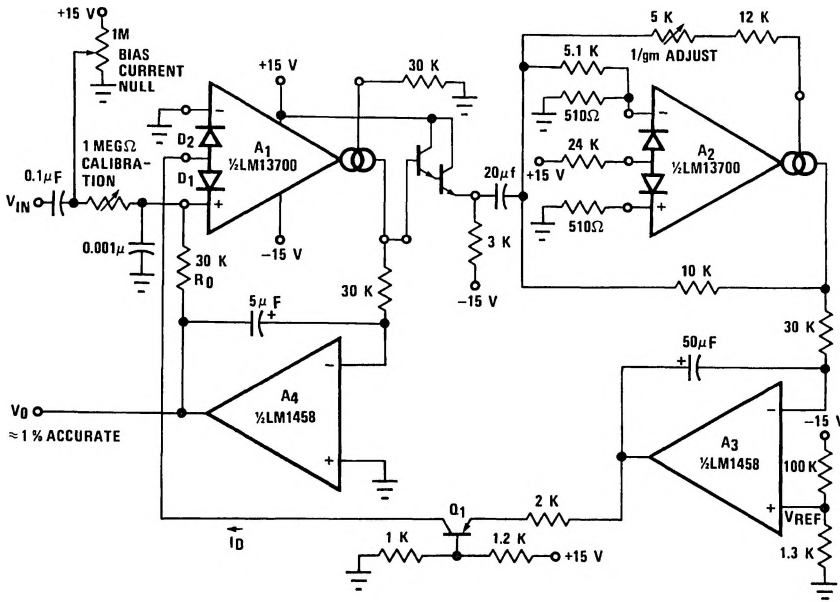 +15 V
1M
BIAS
CURRENT
NULL
+15 V
30 K
5 K
12 K
1/gm ADJUST
5.1 K
510Ω
24 K
+15 V
510Ω
−
D2
A1
½LM13700
D1
+
−15 V
−
A2
½LM13700
+
0.1μF
1 MEGΩ
CALIBRA-
TION
VIN
0.001μ
30 K
RD
20μf
3 K
−15 V
30 K
10 K
30 K
5μF
+
50μF
+
−
A4
½LM1458
+
−
A3
½LM1458
+
−15 V
100 K
VREF
1.3 K
VO
≈ 1 % ACCURATE
Q1
2 K
ID
1 K
1.2 K
+15 V